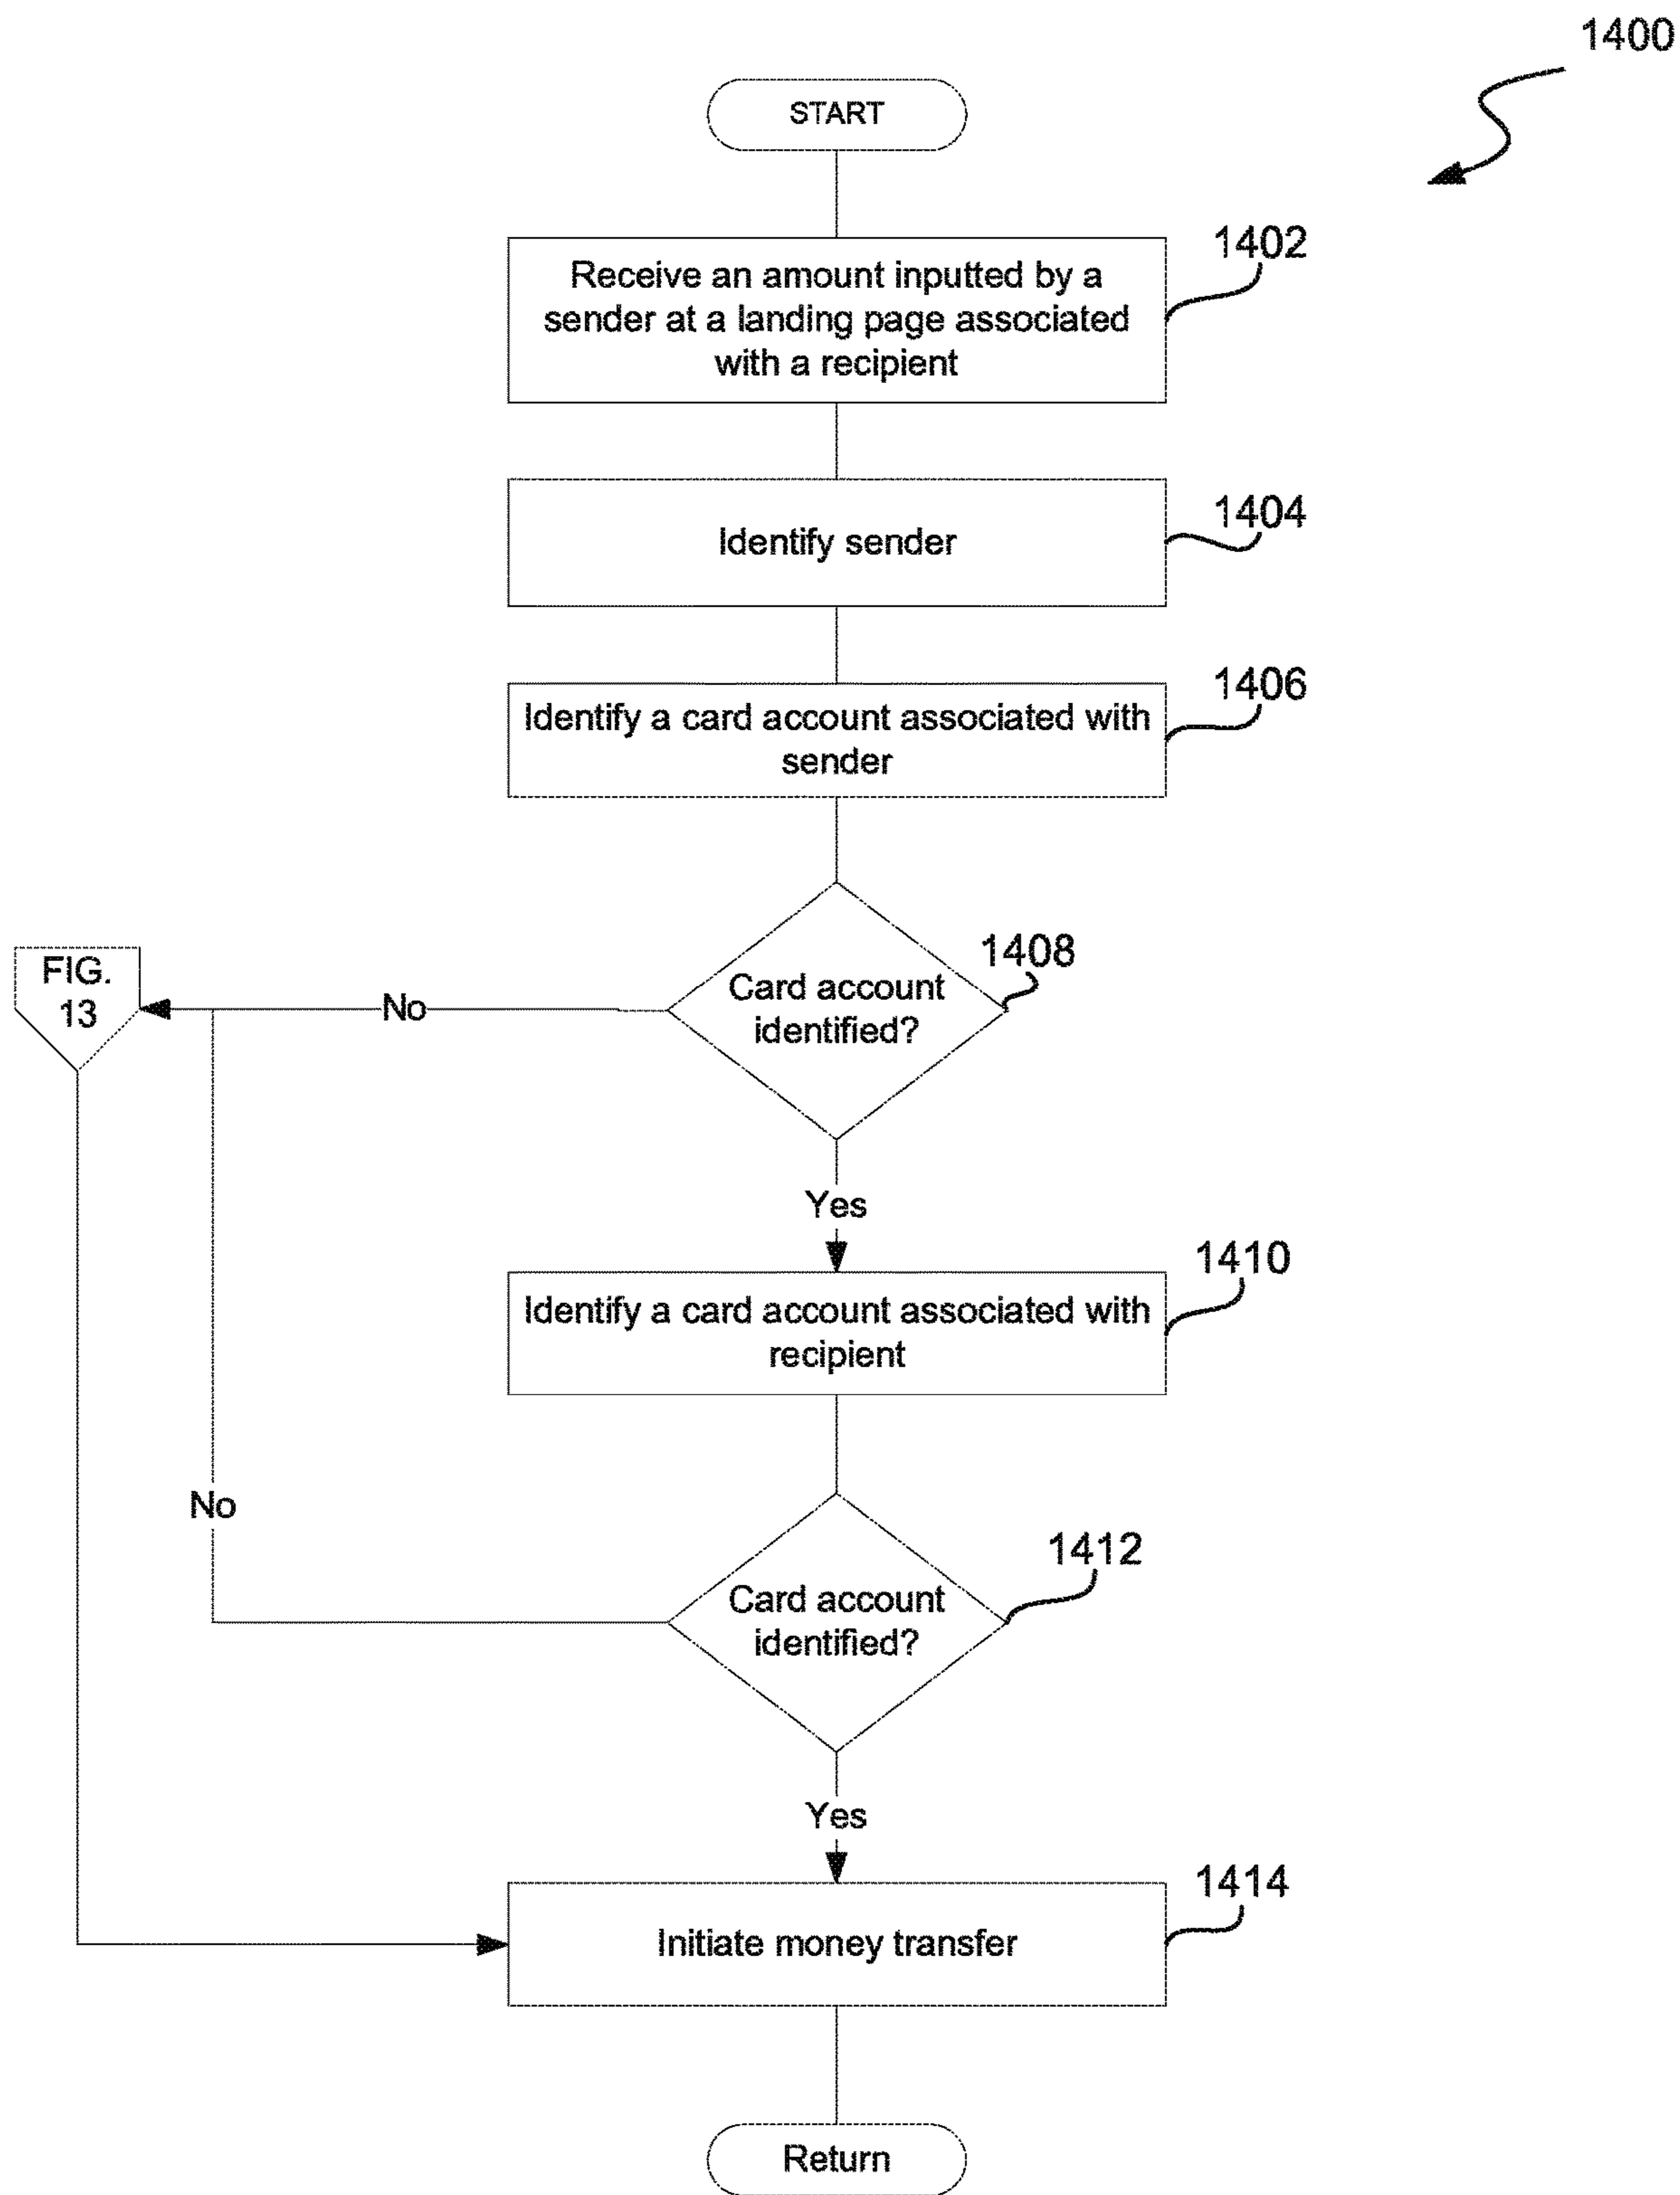 1400
START
1402
Receive an amount inputted by a
sender at a landing page associated
with a recipient
1404
Identify sender
1406
Identify a card account associated with
sender
1408
Card account
identified?
FIG.
13
No
Yes
1410
Identify a card account associated with
recipient
No
1412
Card account
identified?
Yes
1414
Initiate money transfer
Return